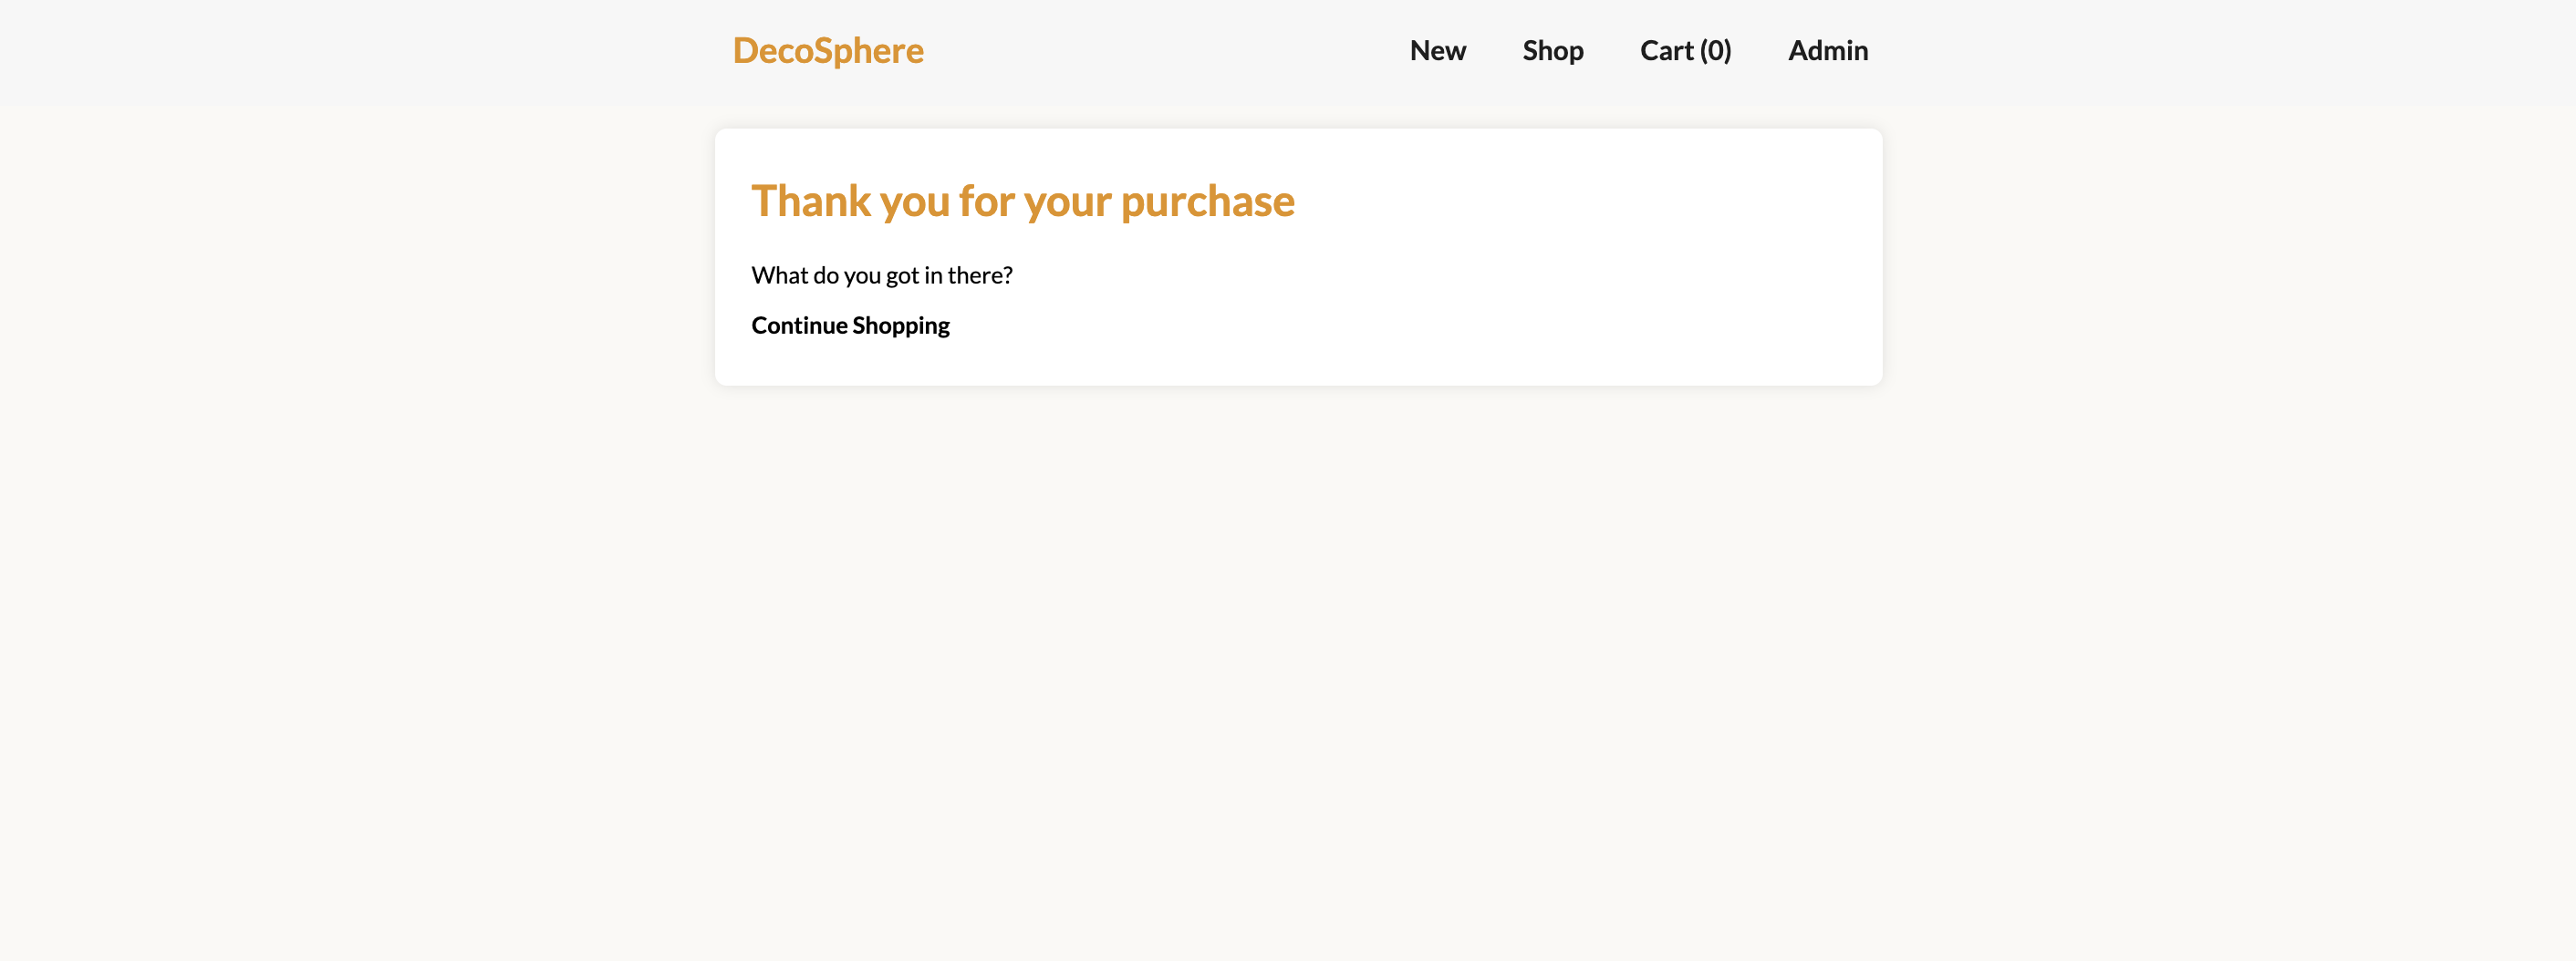 DecoSphere New Shop Cart (0) Admin
Thank you for your purchase
What do you got in there?
Continue Shopping